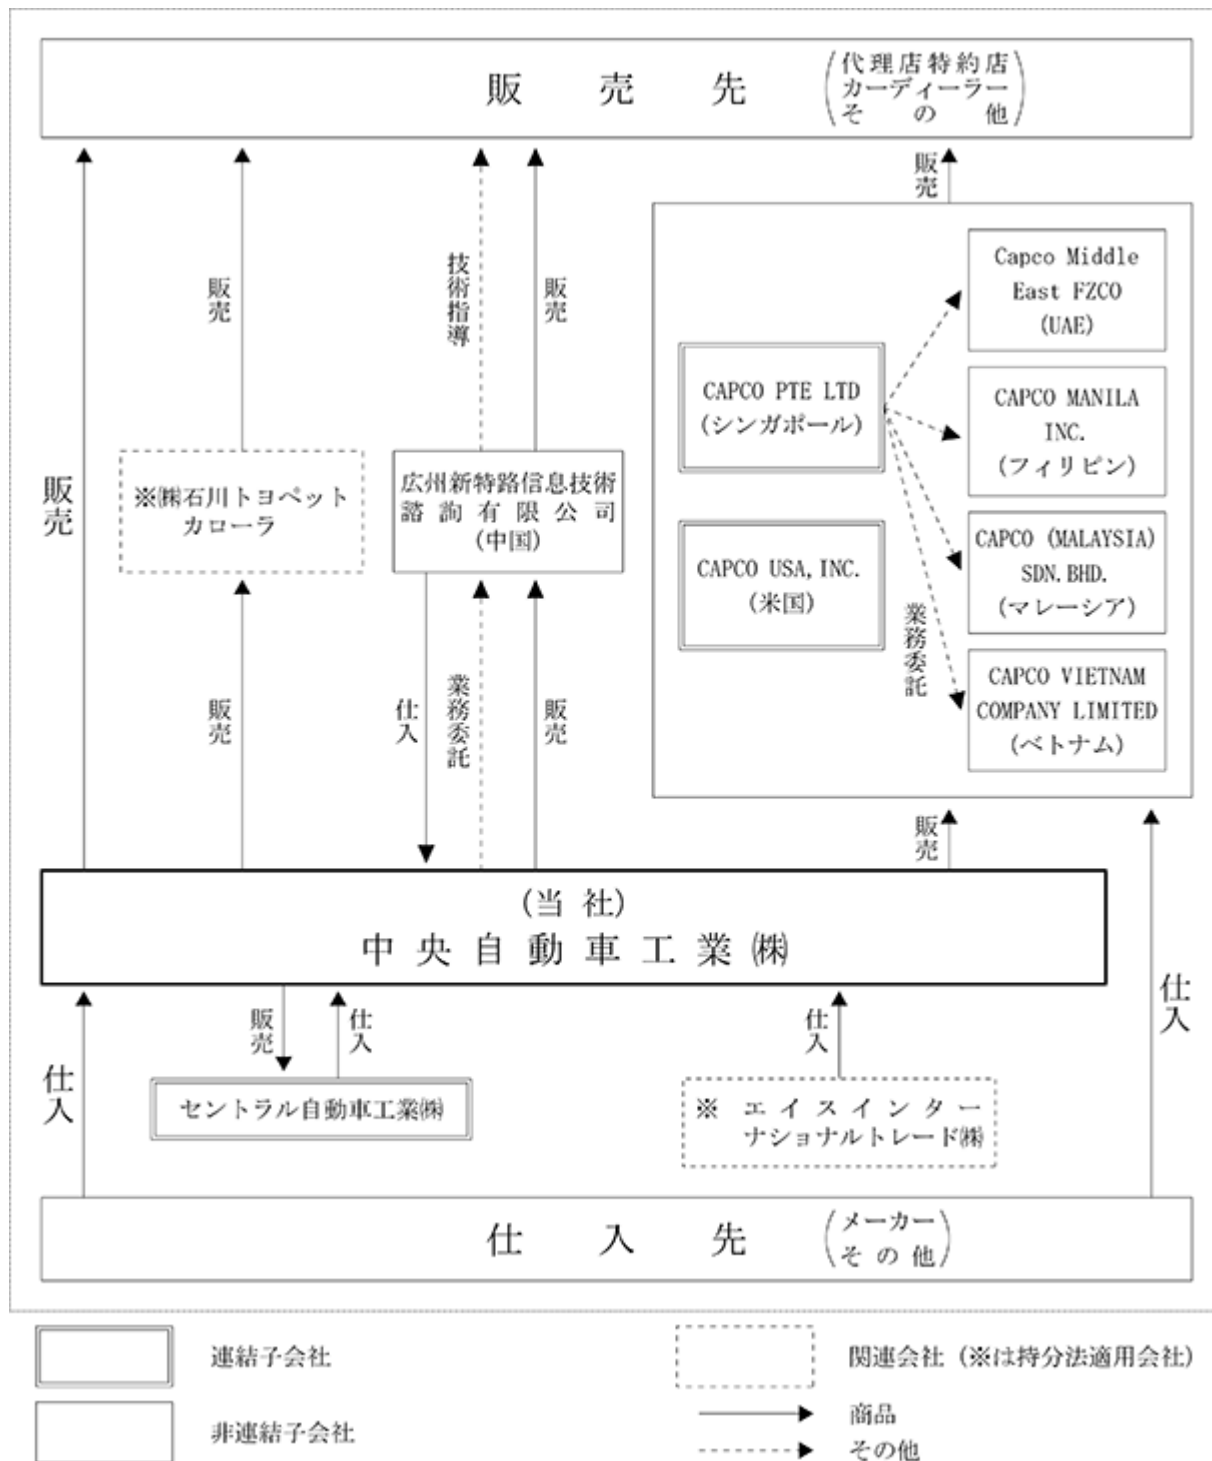 販売先
代理店特約店
カーディーラー
その他
販売
販売
技術指導
販売
販売
Capco Middle
East FZCO
(UAE)
CAPCO PTE LTD
(シンガポール)
CAPCO MANILA
INC.
(フィリピン)
※㈱石川トヨペット
カローラ
広州新特路信息技術
諮詢有限公司
(中国)
CAPCO USA, INC.
(米国)
CAPCO (MALAYSIA)
SDN. BHD.
(マレーシア)
業務委託
CAPCO VIETNAM
COMPANY LIMITED
(ベトナム)
販売
仕入
業務委託
販売
販売
(当社)
中央自動車工業㈱
仕入
販売
仕入
仕入
仕入
セントラル自動車工業㈱
※ エイスインター
ナショナルトレード㈱
仕入先
メーカー
その他
連結子会社
関連会社 (※は持分法適用会社)
非連結子会社
商品
その他